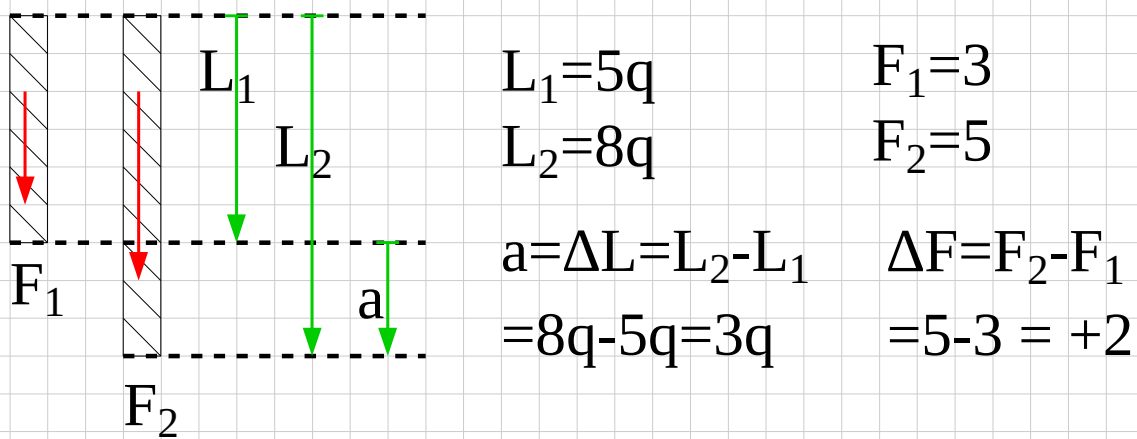 L₁
L₂
a
F₁
F₂
L₁=5q
L₂=8q
a=ΔL=L₂-L₁
=8q-5q=3q
F₁=3
F₂=5
ΔF=F₂-F₁
=5-3 = +2